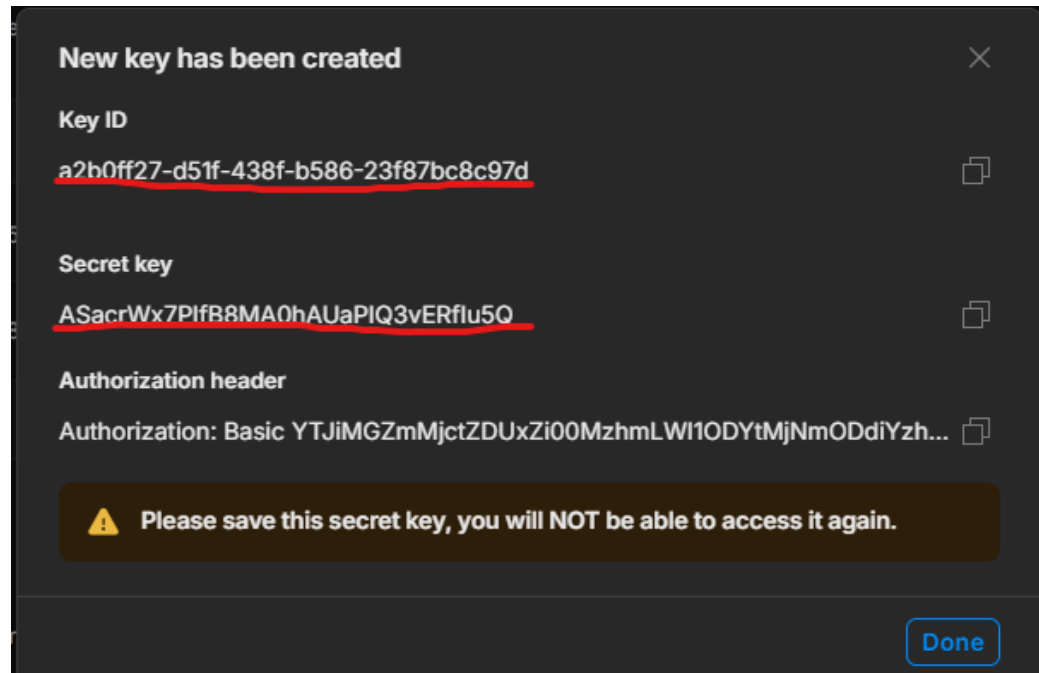 New key has been created
Key ID
a2b0ff27-d51f-438f-b586-23f87bc8c97d
Secret key
ASacrWx7PIfB8MA0hAUaPIQ3vERfIu5Q
Authorization header
Authorization: Basic YTJiMGZmMjctZDUxZi00MzhmLWI1ODYtMjNmODdiYzh...
Please save this secret key, you will NOT be able to access it again.
Done